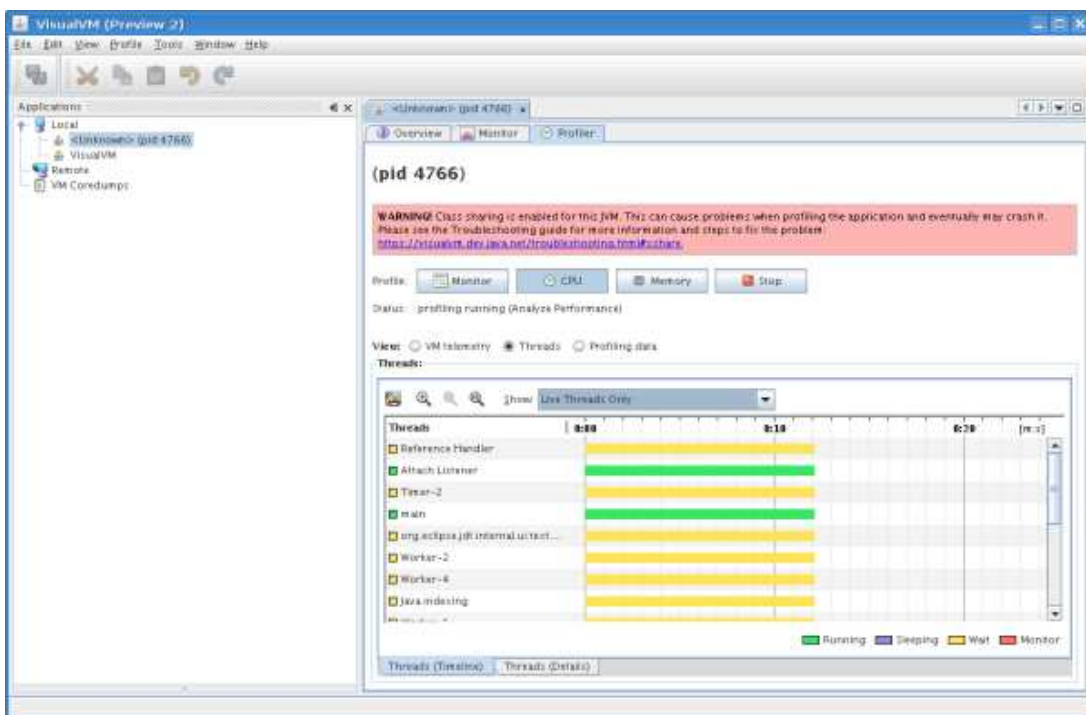 VisualVM (Preview 2)
File Edit View Profile Tools Window Help
Applications
Local
<Unknown> (pid 4766)
VisualVM
Remote
VM Coredumps
<Unknown> (pid 4766)
Overview Monitor Profiler
(pid 4766)
WARNING! Class sharing is enabled for this JVM. This can cause problems when profiling the application and eventually may crash it.
Please see the Troubleshooting guide for more information and steps to fix the problem
https://visualvm.dev.java.net/troubleshooting.html#xshare.
Profile: Monitor CPU Memory Stop
Status: profiling running (Analyze Performance)
View: VM telemetry Threads Profiling data
Threads:
Show Live Threads Only
Threads 0:00 0:10 0:20 [m:s]
Reference Handler
Attach Listener
Timer-2
main
org.eclipse.jdt.internal.ui.text...
Worker-2
Worker-4
Java indexing
Running Sleeping Wait Monitor
Threads (Timeline) Threads (Details)